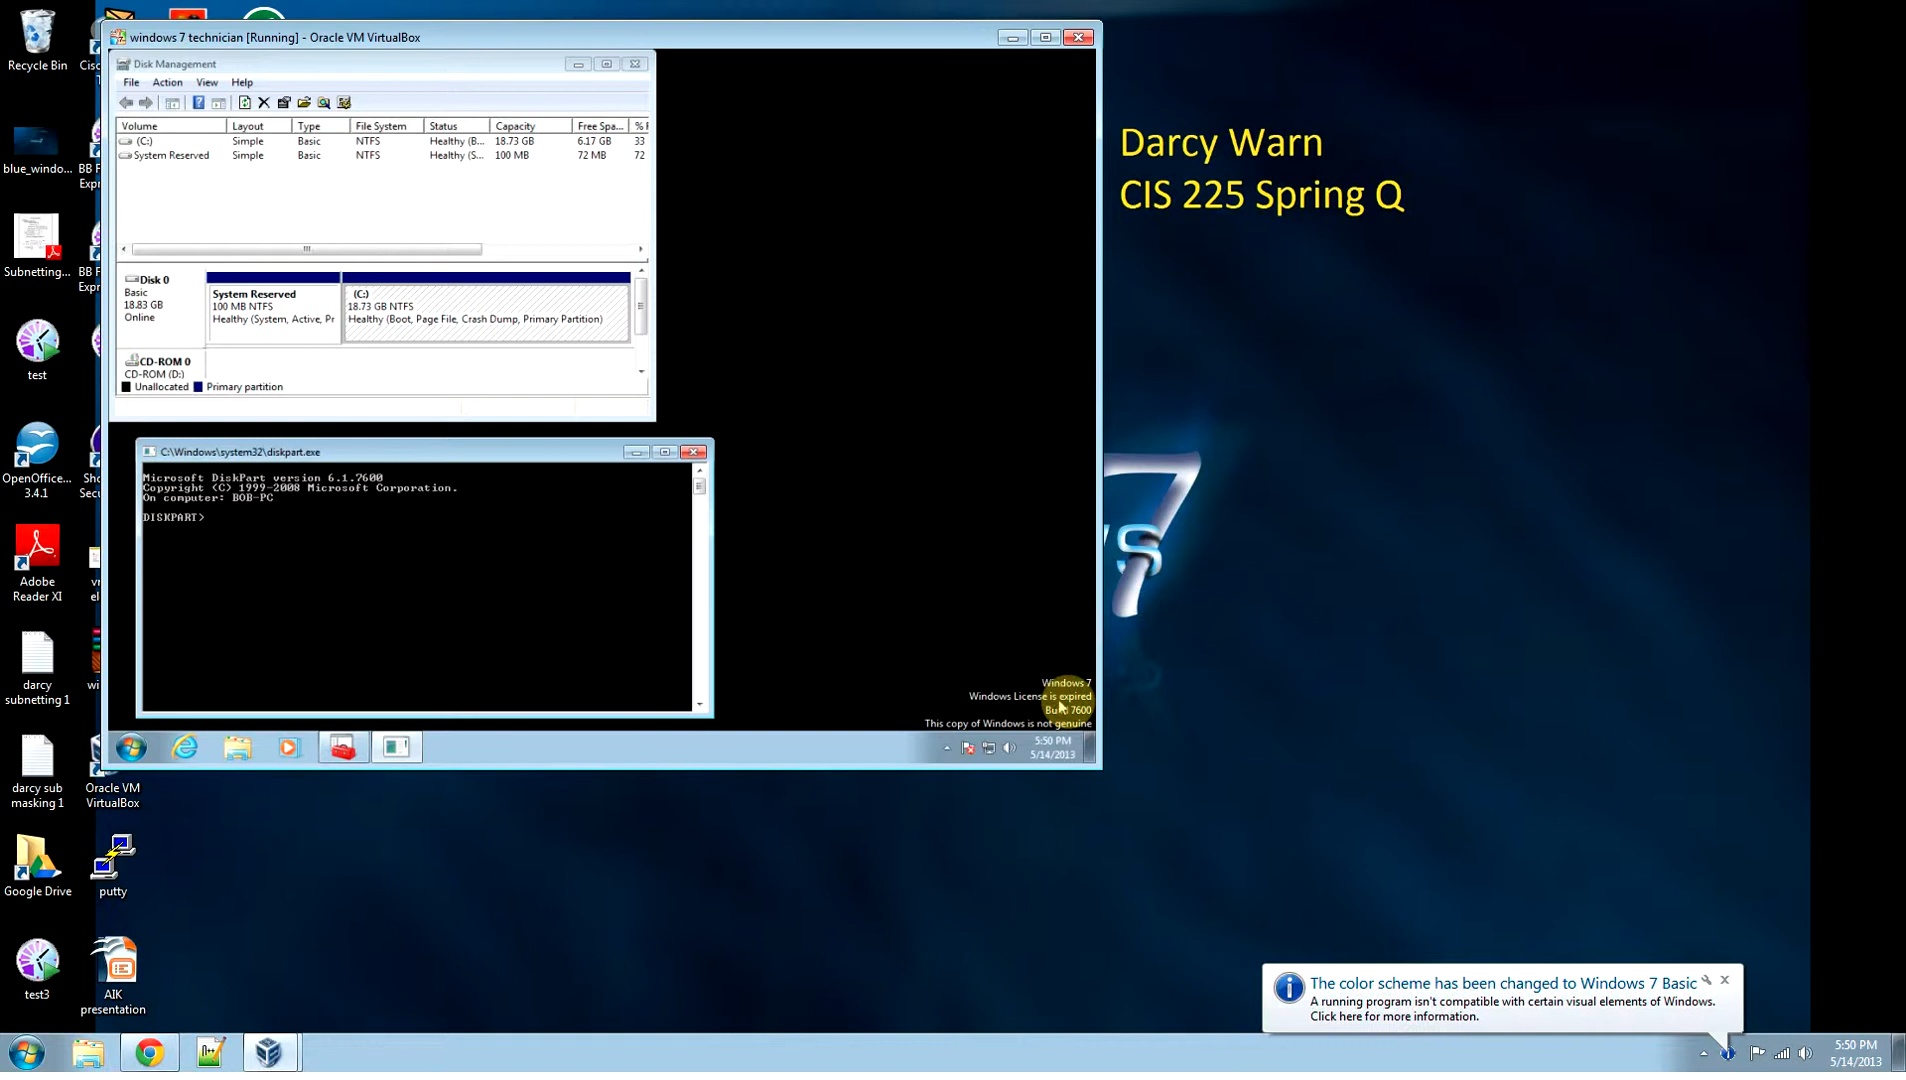 windows 7 technician [Running] - Oracle VM VirtualBox
Recycle Bin
Cisc
Disk Management
File Action View Help
Volume Layout Type File System Status Capacity Free Spa... % F
(C:) Simple Basic NTFS Healthy (B... 18.73 GB 6.17 GB 33
System Reserved Simple Basic NTFS Healthy (S... 100 MB 72 MB 72
Darcy Warn
CIS 225 Spring Q
blue_windo...
BB F
Expr
Subnetting...
BB F
Expr
Disk 0
Basic
18.83 GB
Online
System Reserved
100 MB NTFS
Healthy (System, Active, Pr
(C:)
18.73 GB NTFS
Healthy (Boot, Page File, Crash Dump, Primary Partition)
CD-ROM 0
CD-ROM (D:)
Unallocated Primary partition
test
C:\Windows\system32\diskpart.exe
Microsoft DiskPart version 6.1.7600
Copyright (C) 1999-2008 Microsoft Corporation.
On computer: BOB-PC
DISKPART>
OpenOffice...
3.4.1
Sho
Adobe
Reader XI
darcy
subnetting 1
wi
Windows 7
Windows License is expired
Build 7600
This copy of Windows is not genuine
5:50 PM
5/14/2013
7
darcy sub
masking 1
Oracle VM
VirtualBox
Google Drive
putty
test3
AIK
presentation
The color scheme has been changed to Windows 7 Basic
A running program isn't compatible with certain visual elements of Windows.
Click here for more information.
5:50 PM
5/14/2013